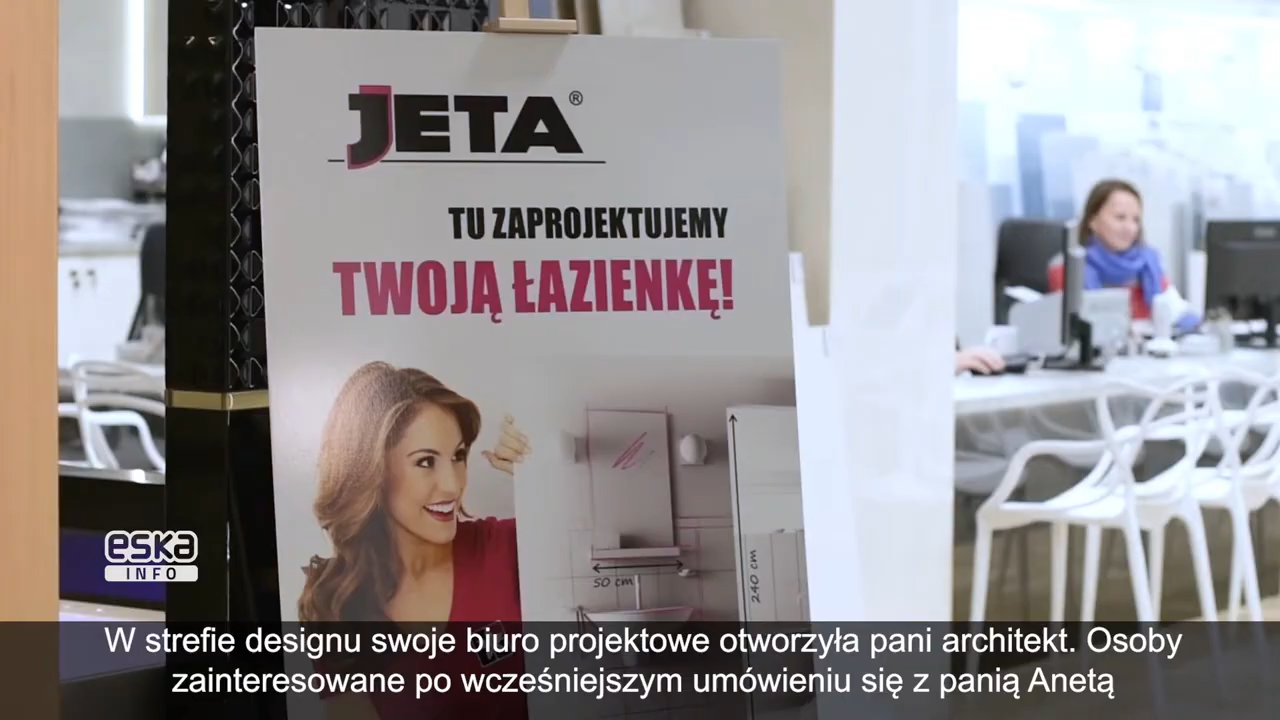 JETA®
TU ZAPROJEKTUJEMY
TWOJĄ ŁAZIENKĘ!
50 cm
240 cm
eska
INFO
W strefie designu swoje biuro projektowe otworzyła pani architekt. Osoby
zainteresowane po wcześniejszym umówieniu się z panią Anetą